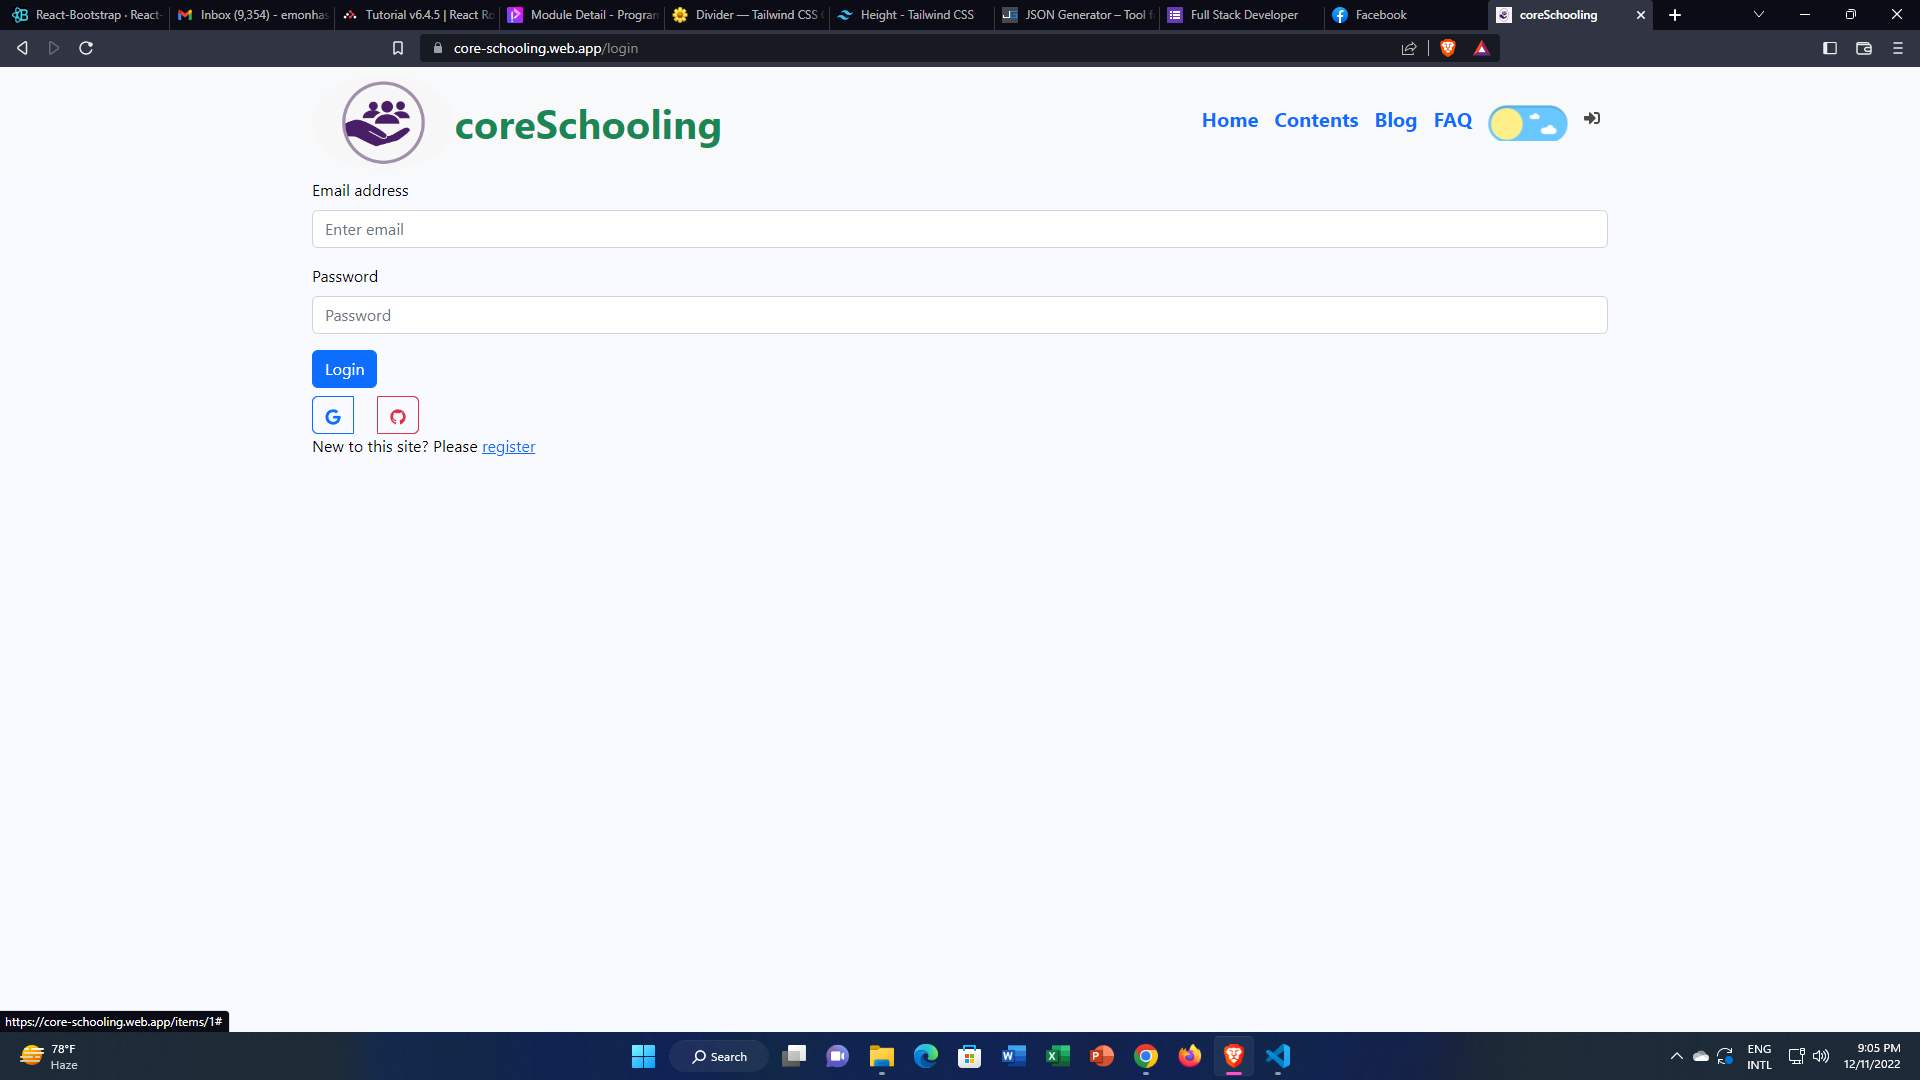 React-Bootstrap · React-
Inbox (9,354) - emonhas
Tutorial v6.4.5 | React Ro
Module Detail - Program
Divider — Tailwind CSS
Height - Tailwind CSS
JSON Generator – Tool f
Full Stack Developer
Facebook
coreSchooling
core-schooling.web.app/login
coreSchooling
Home
Contents
Blog
FAQ
Email address
Enter email
Password
Password
Login
New to this site? Please register
https://core-schooling.web.app/items/1#
78°F
Haze
Search
ENG
INTL
9:05 PM
12/11/2022